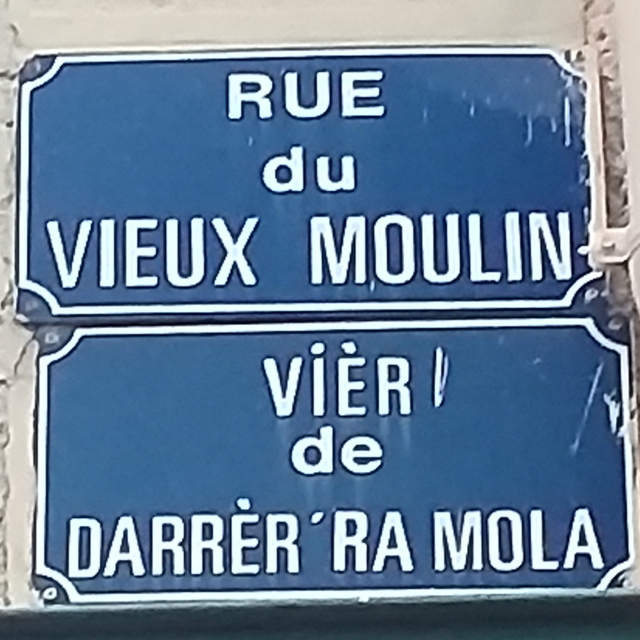 RUE
du
VIEUX MOULIN
VièR
de
DARRÈR ´RA MOLA